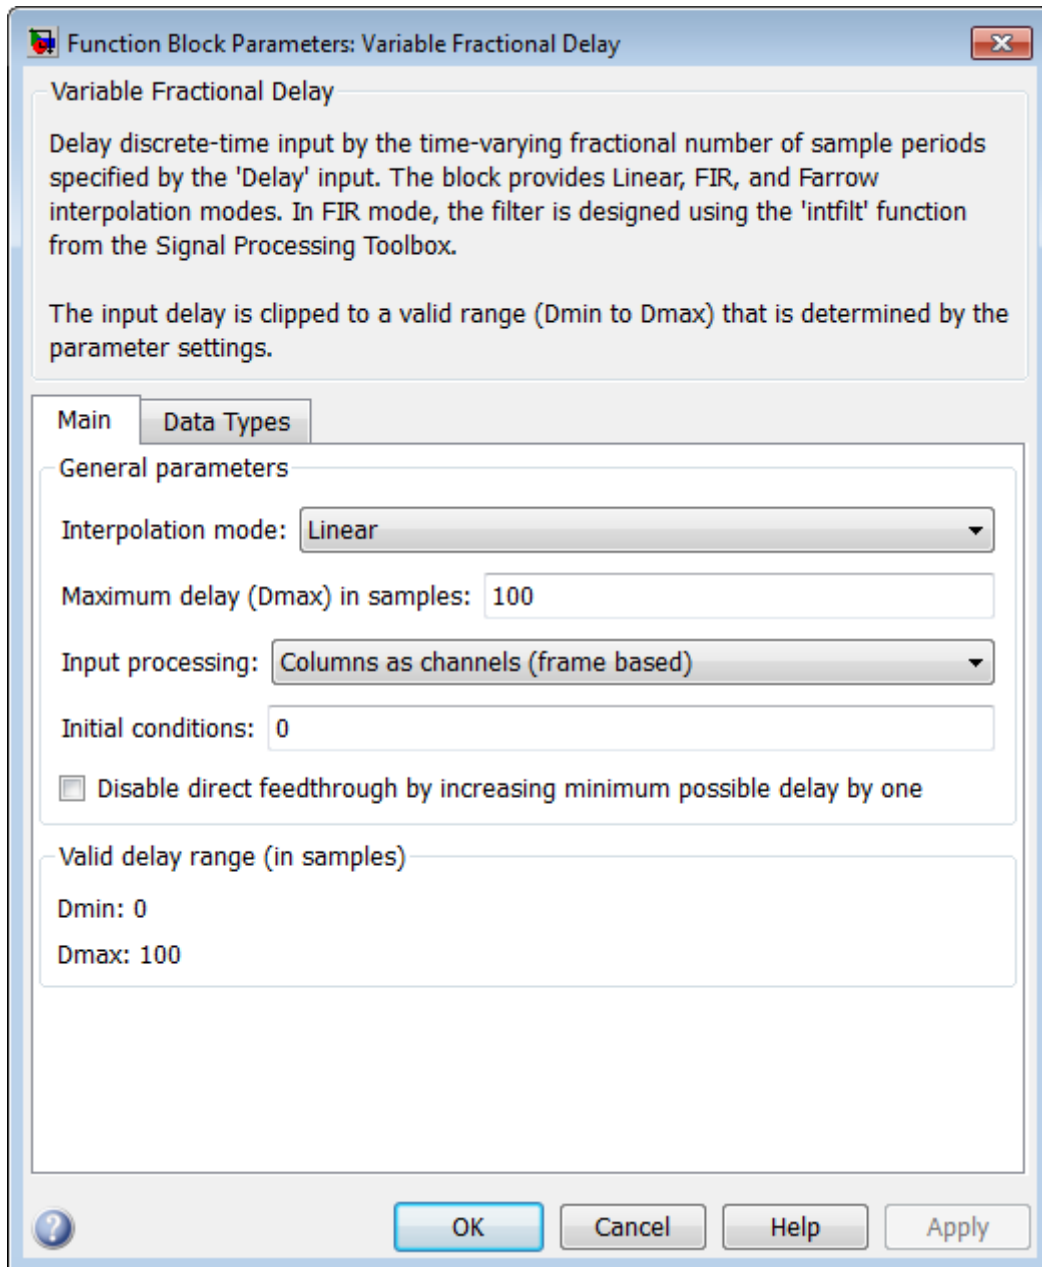 Function Block Parameters: Variable Fractional Delay
Variable Fractional Delay
Delay discrete-time input by the time-varying fractional number of sample periods
specified by the 'Delay' input. The block provides Linear, FIR, and Farrow
interpolation modes. In FIR mode, the filter is designed using the 'intfilt' function
from the Signal Processing Toolbox.
The input delay is clipped to a valid range (Dmin to Dmax) that is determined by the
parameter settings.
Main Data Types
General parameters
Interpolation mode: Linear
Maximum delay (Dmax) in samples: 100
Input processing: Columns as channels (frame based)
Initial conditions: 0
Disable direct feedthrough by increasing minimum possible delay by one
Valid delay range (in samples)
Dmin: 0
Dmax: 100
? OK Cancel Help Apply